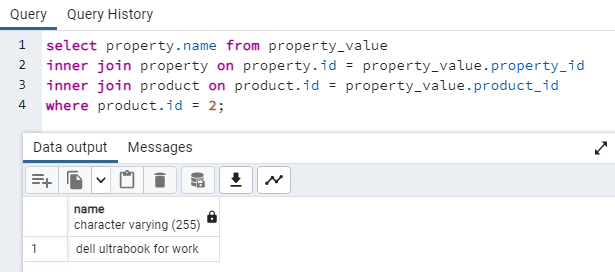 Query Query History
1 select property.name from property_value
2 inner join property on property.id = property_value.property_id
3 inner join product on product.id = property_value.product_id
4 where product.id = 2;
Data output Messages
name
character varying (255)
1 dell ultrabook for work